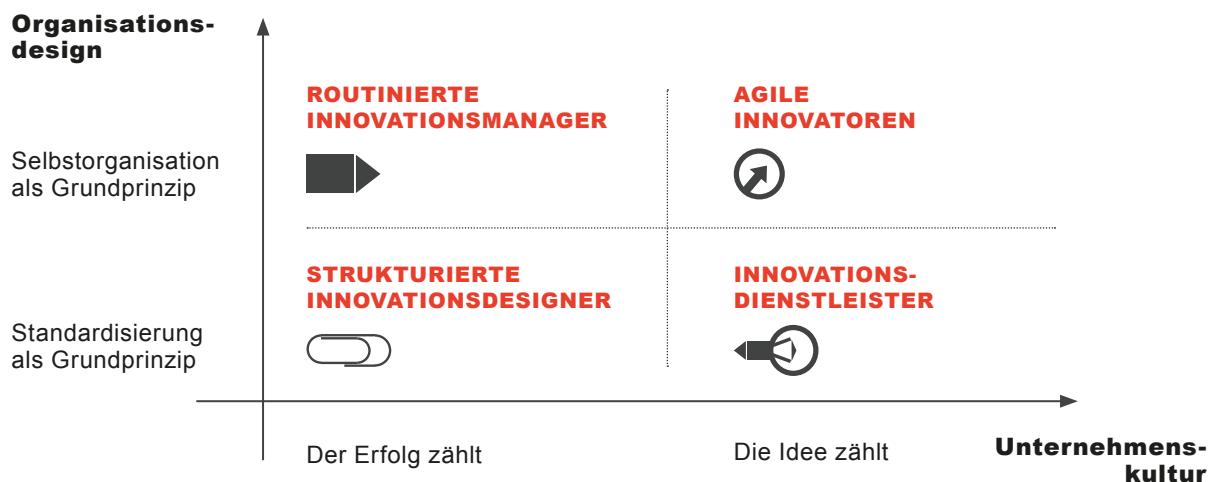 Organisations-
design
ROUTINIERTE
INNOVATIONSMANAGER
AGILE
INNOVATOREN
Selbstorganisation
als Grundprinzip
STRUKTURIERTE
INNOVATIONSDESIGNER
INNOVATIONS-
DIENSTLEISTER
Standardisierung
als Grundprinzip
Der Erfolg zählt
Die Idee zählt
Unternehmens-
kultur